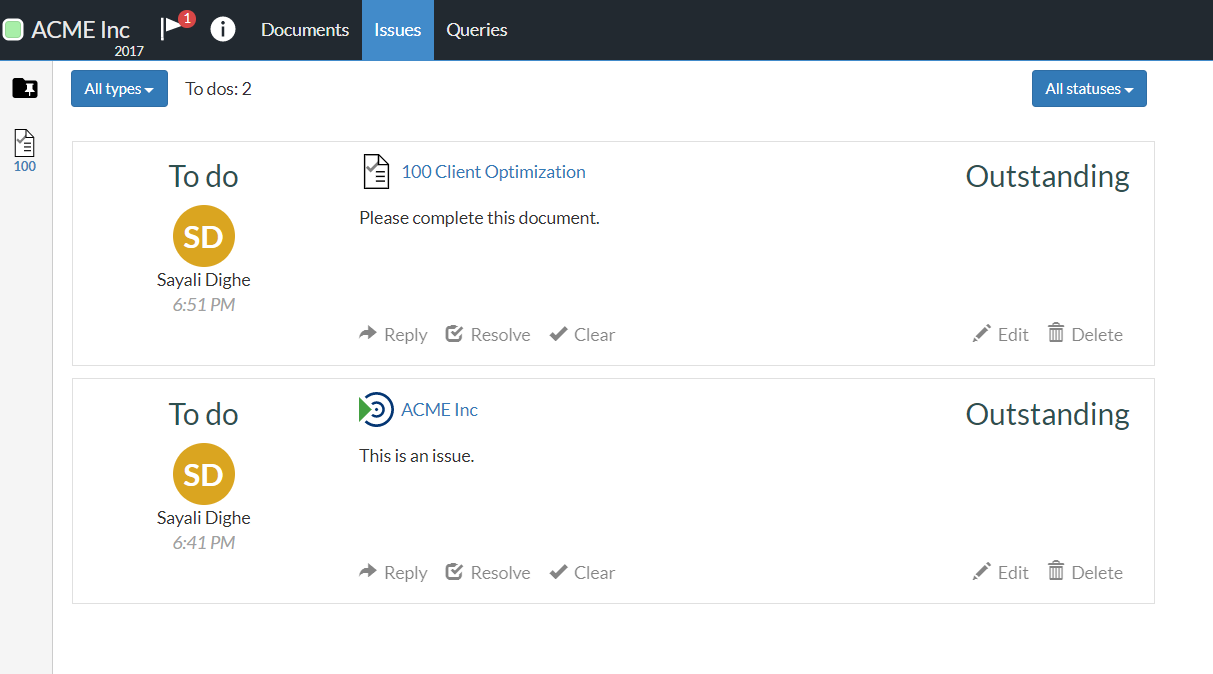 ACME Inc
2017
1
Documents
Issues
Queries
100
All types
To dos: 2
All statuses
To do
SD
Sayali Dighe
6:51 PM
100 Client Optimization
Please complete this document.
Reply
Resolve
Clear
Outstanding
Edit
Delete
To do
SD
Sayali Dighe
6:41 PM
ACME Inc
This is an issue.
Reply
Resolve
Clear
Outstanding
Edit
Delete